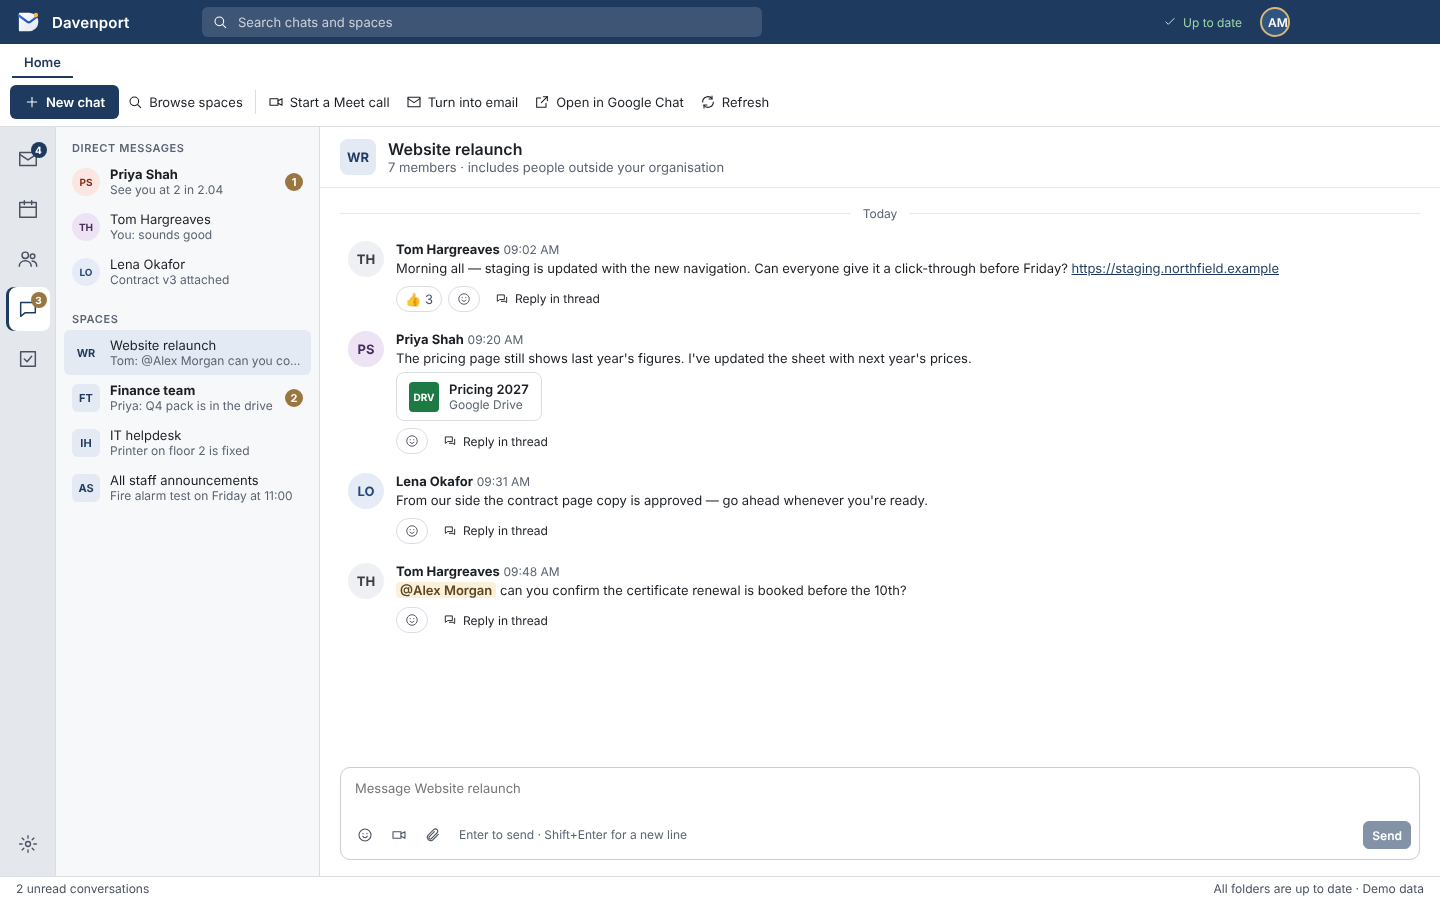 Davenport
Search chats and spaces
Up to date
AM
Home
New chat
Browse spaces
Start a Meet call
Turn into email
Open in Google Chat
Refresh
4
3
DIRECT MESSAGES
PS
Priya Shah
See you at 2 in 2.04
1
TH
Tom Hargreaves
You: sounds good
LO
Lena Okafor
Contract v3 attached
SPACES
WR
Website relaunch
Tom: @Alex Morgan can you co...
FT
Finance team
Priya: Q4 pack is in the drive
2
IH
IT helpdesk
Printer on floor 2 is fixed
AS
All staff announcements
Fire alarm test on Friday at 11:00
WR
Website relaunch
7 members · includes people outside your organisation
Today
TH
Tom Hargreaves 09:02 AM
Morning all — staging is updated with the new navigation. Can everyone give it a click-through before Friday? https://staging.northfield.example
👍 3
Reply in thread
PS
Priya Shah 09:20 AM
The pricing page still shows last year's figures. I've updated the sheet with next year's prices.
DRV
Pricing 2027
Google Drive
Reply in thread
LO
Lena Okafor 09:31 AM
From our side the contract page copy is approved — go ahead whenever you're ready.
Reply in thread
TH
Tom Hargreaves 09:48 AM
@Alex Morgan can you confirm the certificate renewal is booked before the 10th?
Reply in thread
Message Website relaunch
Enter to send · Shift+Enter for a new line
Send
2 unread conversations
All folders are up to date · Demo data